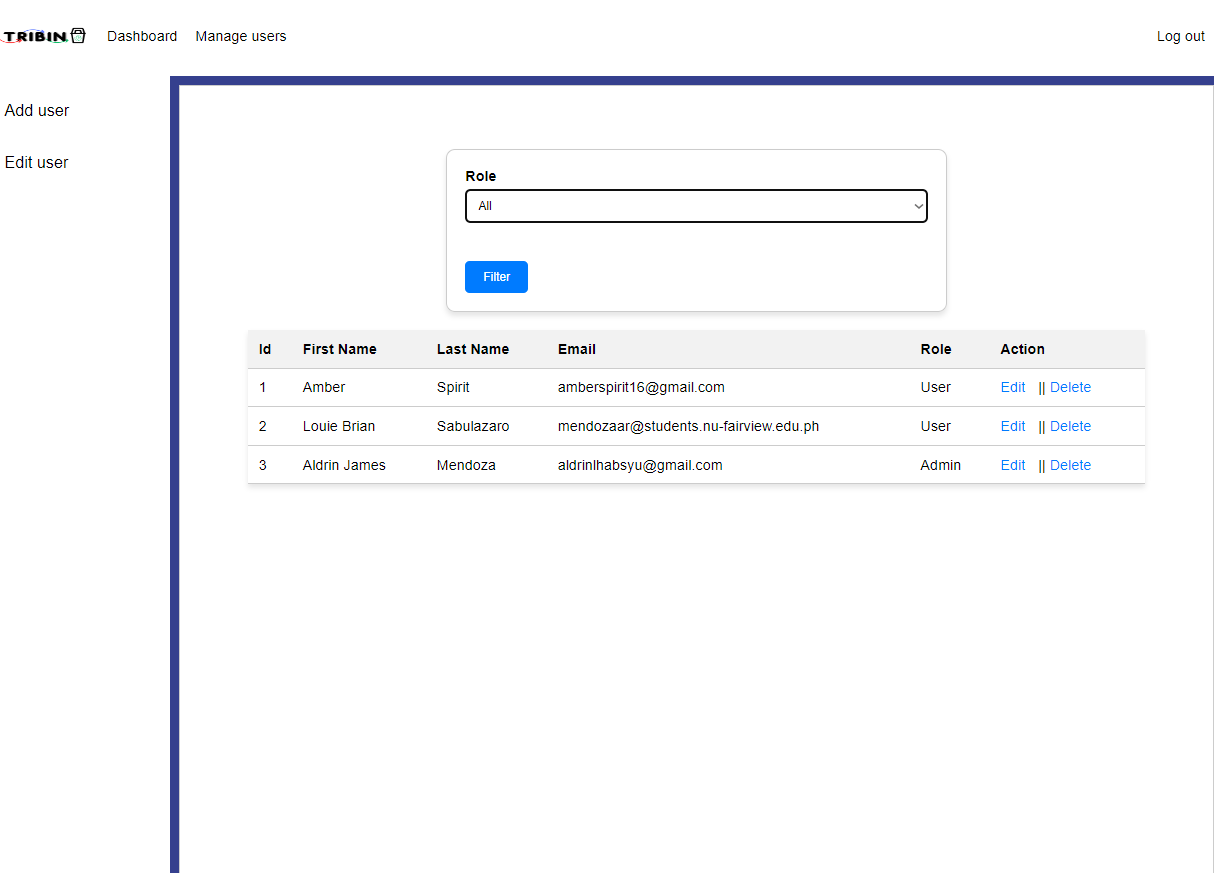 TRIBIN Dashboard Manage users Log out
Add user
Edit user
Role
All
Filter
Id First Name Last Name Email Role Action
1 Amber Spirit amberspirit16@gmail.com User Edit || Delete
2 Louie Brian Sabulazaro mendozaar@students.nu-fairview.edu.ph User Edit || Delete
3 Aldrin James Mendoza aldrinlhabsyu@gmail.com Admin Edit || Delete